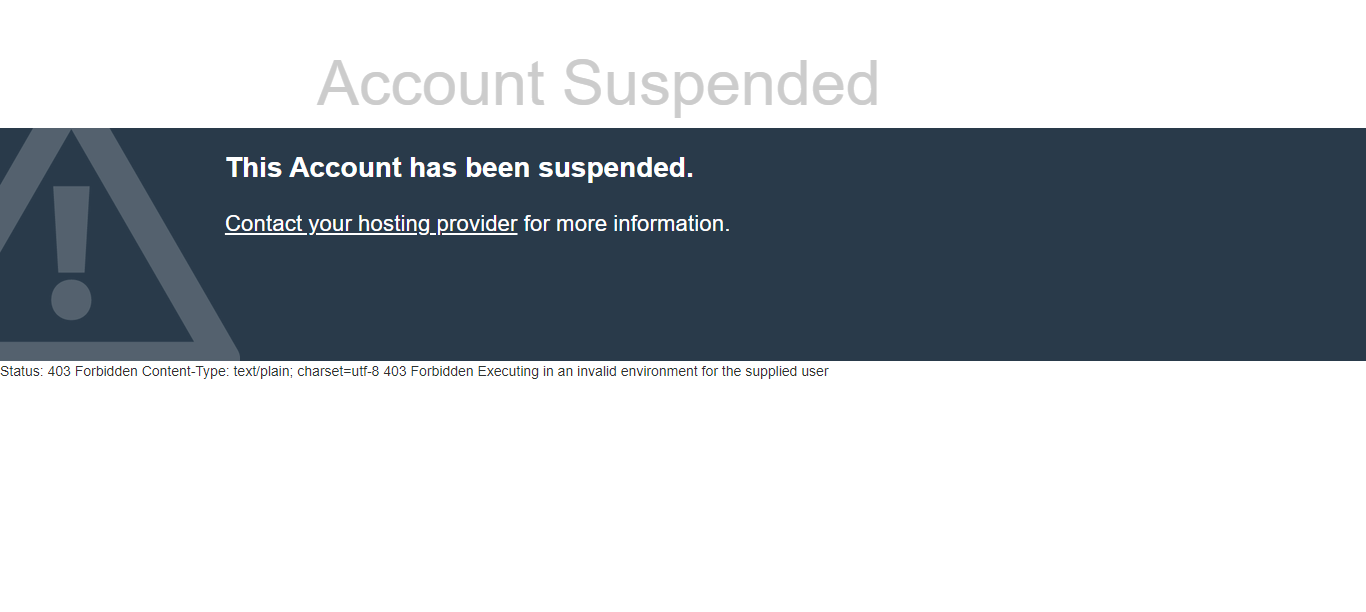 Account Suspended
This Account has been suspended.
Contact your hosting provider for more information.
Status: 403 Forbidden Content-Type: text/plain; charset=utf-8 403 Forbidden Executing in an invalid environment for the supplied user